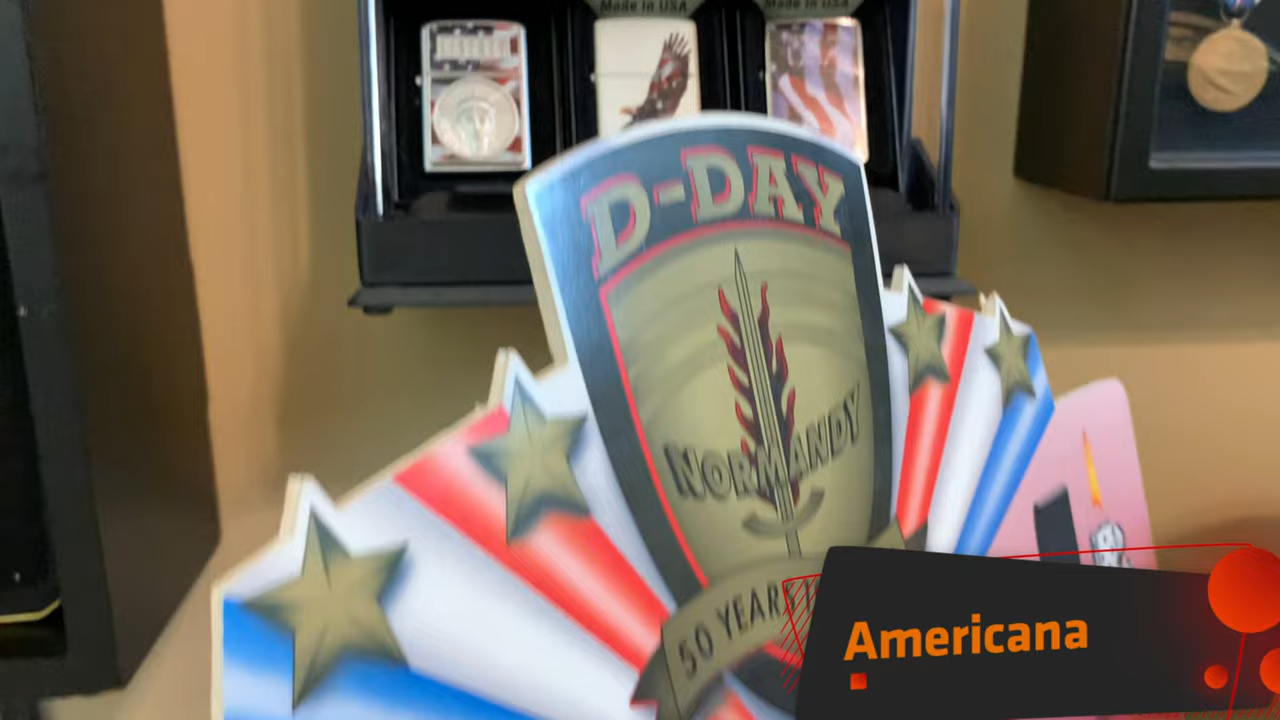 Made in USA
Made in USA
D-DAY
NORMANDY
50 YEARS
Americana